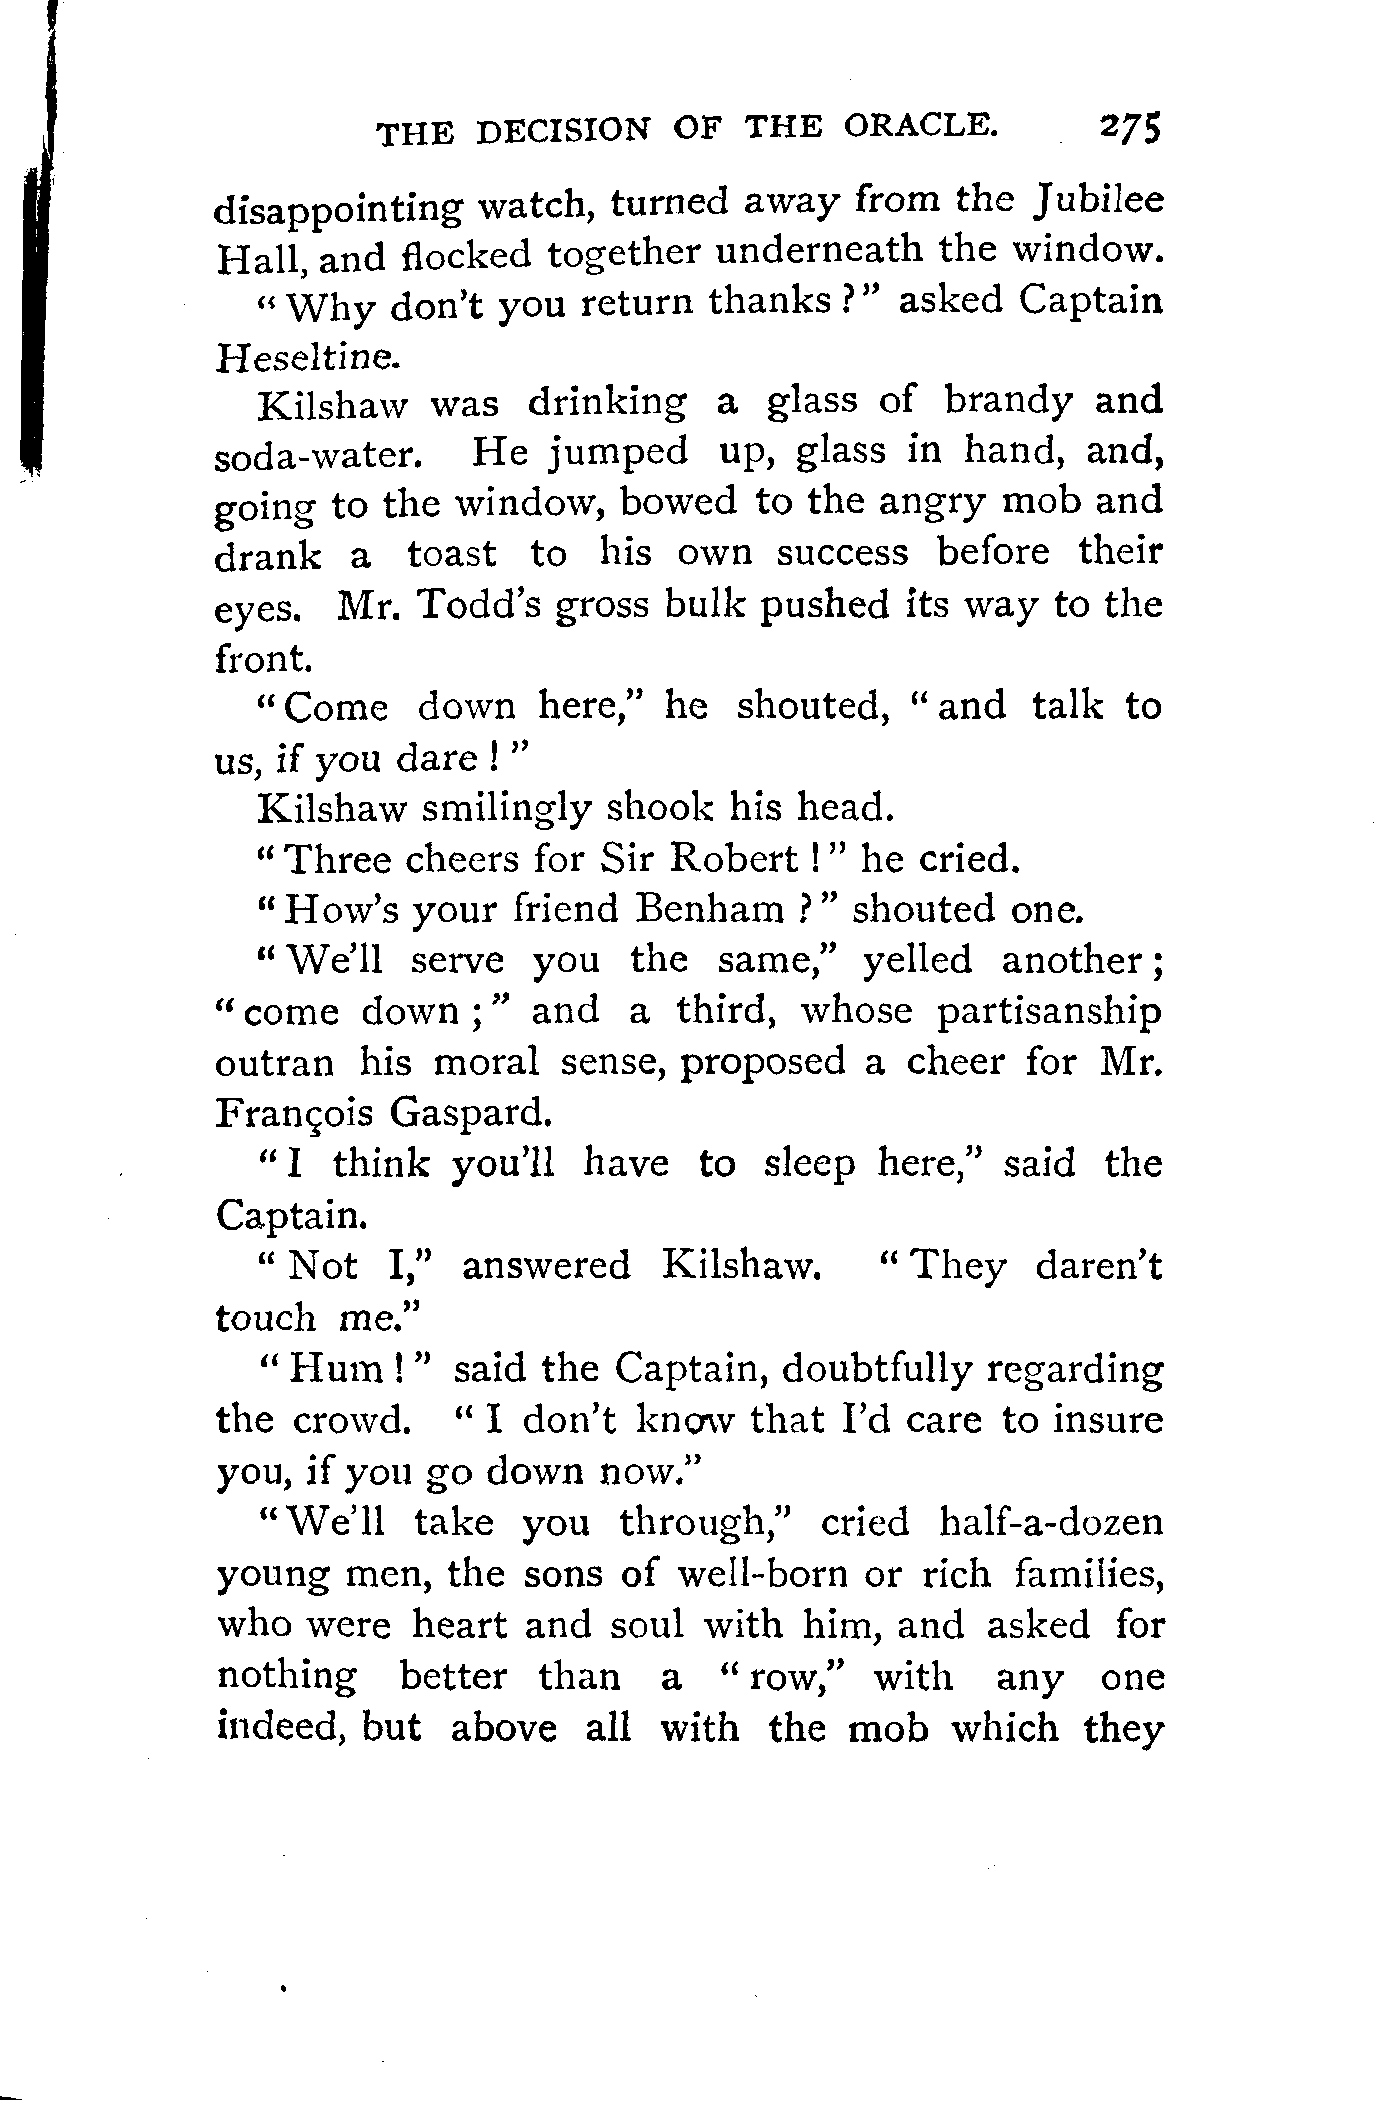 THE DECISION OF THE ORACLE. 275
disappointing watch, turned away from the Jubilee
Hall, and flocked together underneath the window.
“Why don't you return thanks?” asked Captain
Heseltine.
Kilshaw was drinking a glass of brandy and
soda-water. He jumped up, glass in hand, and,
going to the window, bowed to the angry mob and
drank a toast to his own success before their
eyes. Mr. Todd's gross bulk pushed its way to the
front.
“Come down here,” he shouted, “and talk to
us, if you dare!”
Kilshaw smilingly shook his head.
“Three cheers for Sir Robert!” he cried.
“How's your friend Benham?” shouted one.
“We'll serve you the same,” yelled another;
“come down;” and a third, whose partisanship
outran his moral sense, proposed a cheer for Mr.
François Gaspard.
“I think you'll have to sleep here,” said the
Captain.
“Not I,” answered Kilshaw. “They daren't
touch me.”
“Hum!” said the Captain, doubtfully regarding
the crowd. “I don't know that I'd care to insure
you, if you go down now.”
“We'll take you through,” cried half-a-dozen
young men, the sons of well-born or rich families,
who were heart and soul with him, and asked for
nothing better than a “row,” with any one
indeed, but above all with the mob which they